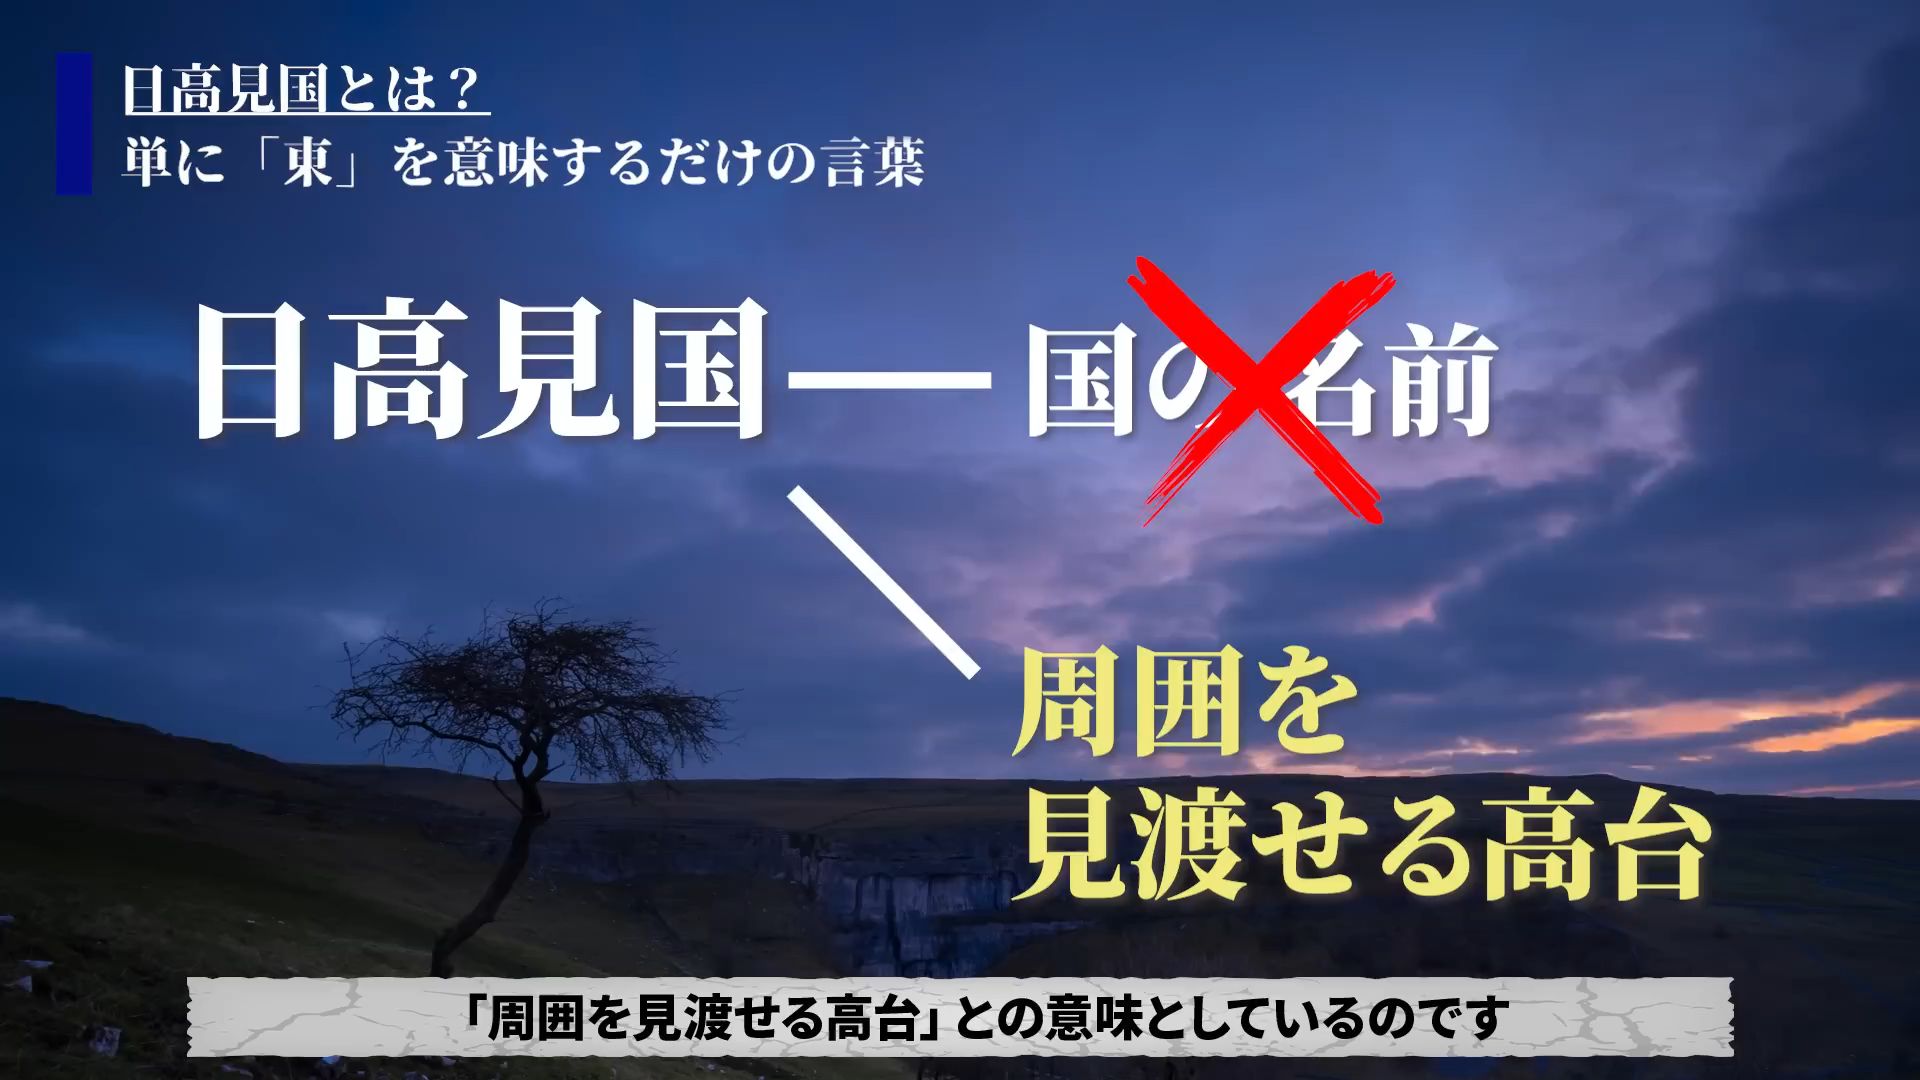 日高見国とは？
単に「東」を意味するだけの言葉
日高見国
国の名前
周囲を
見渡せる高台
「周囲を見渡せる高台」との意味としているのです